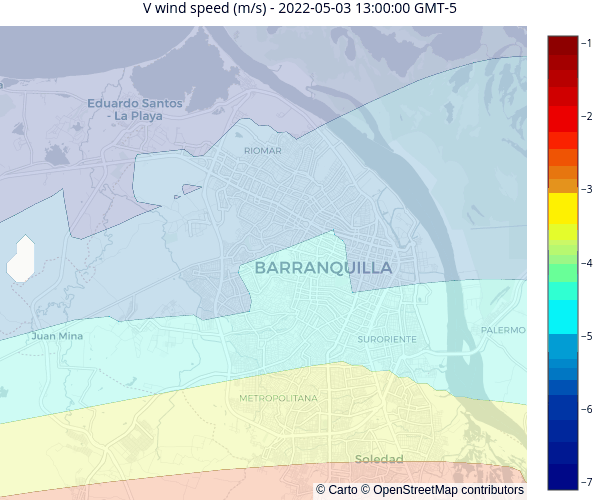 V wind speed (m/s) - 2022-05-03 13:00:00 GMT-5
−1
Eduardo Santos
- La Playa
−2
RIOMAR
−3
BARRANQUILLA
−4
Juan Mina
SURORIENTE
PALERMO
−5
METROPOLITANA
−6
Soledad
−7
© Carto © OpenStreetMap contributors